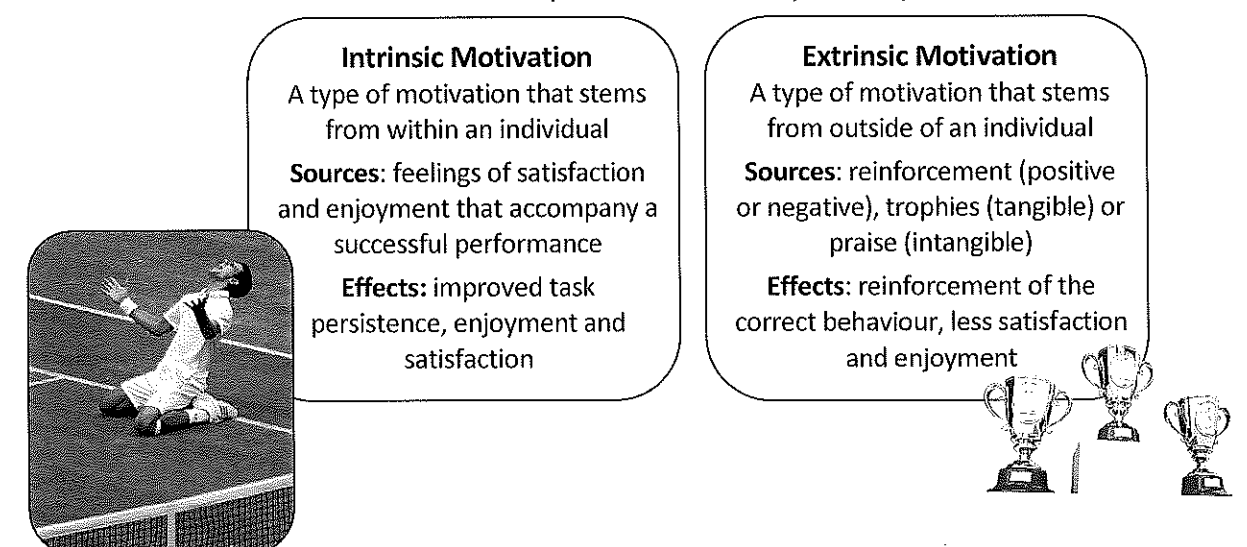 Intrinsic Motivation
A type of motivation that stems
from within an individual
Sources: feelings of satisfaction
and enjoyment that accompany a
successful performance
Effects: improved task
persistence, enjoyment and
satisfaction
Extrinsic Motivation
A type of motivation that stems
from outside of an individual
Sources: reinforcement (positive
or negative), trophies (tangible) or
praise (intangible)
Effects: reinforcement of the
correct behaviour, less satisfaction
and enjoyment